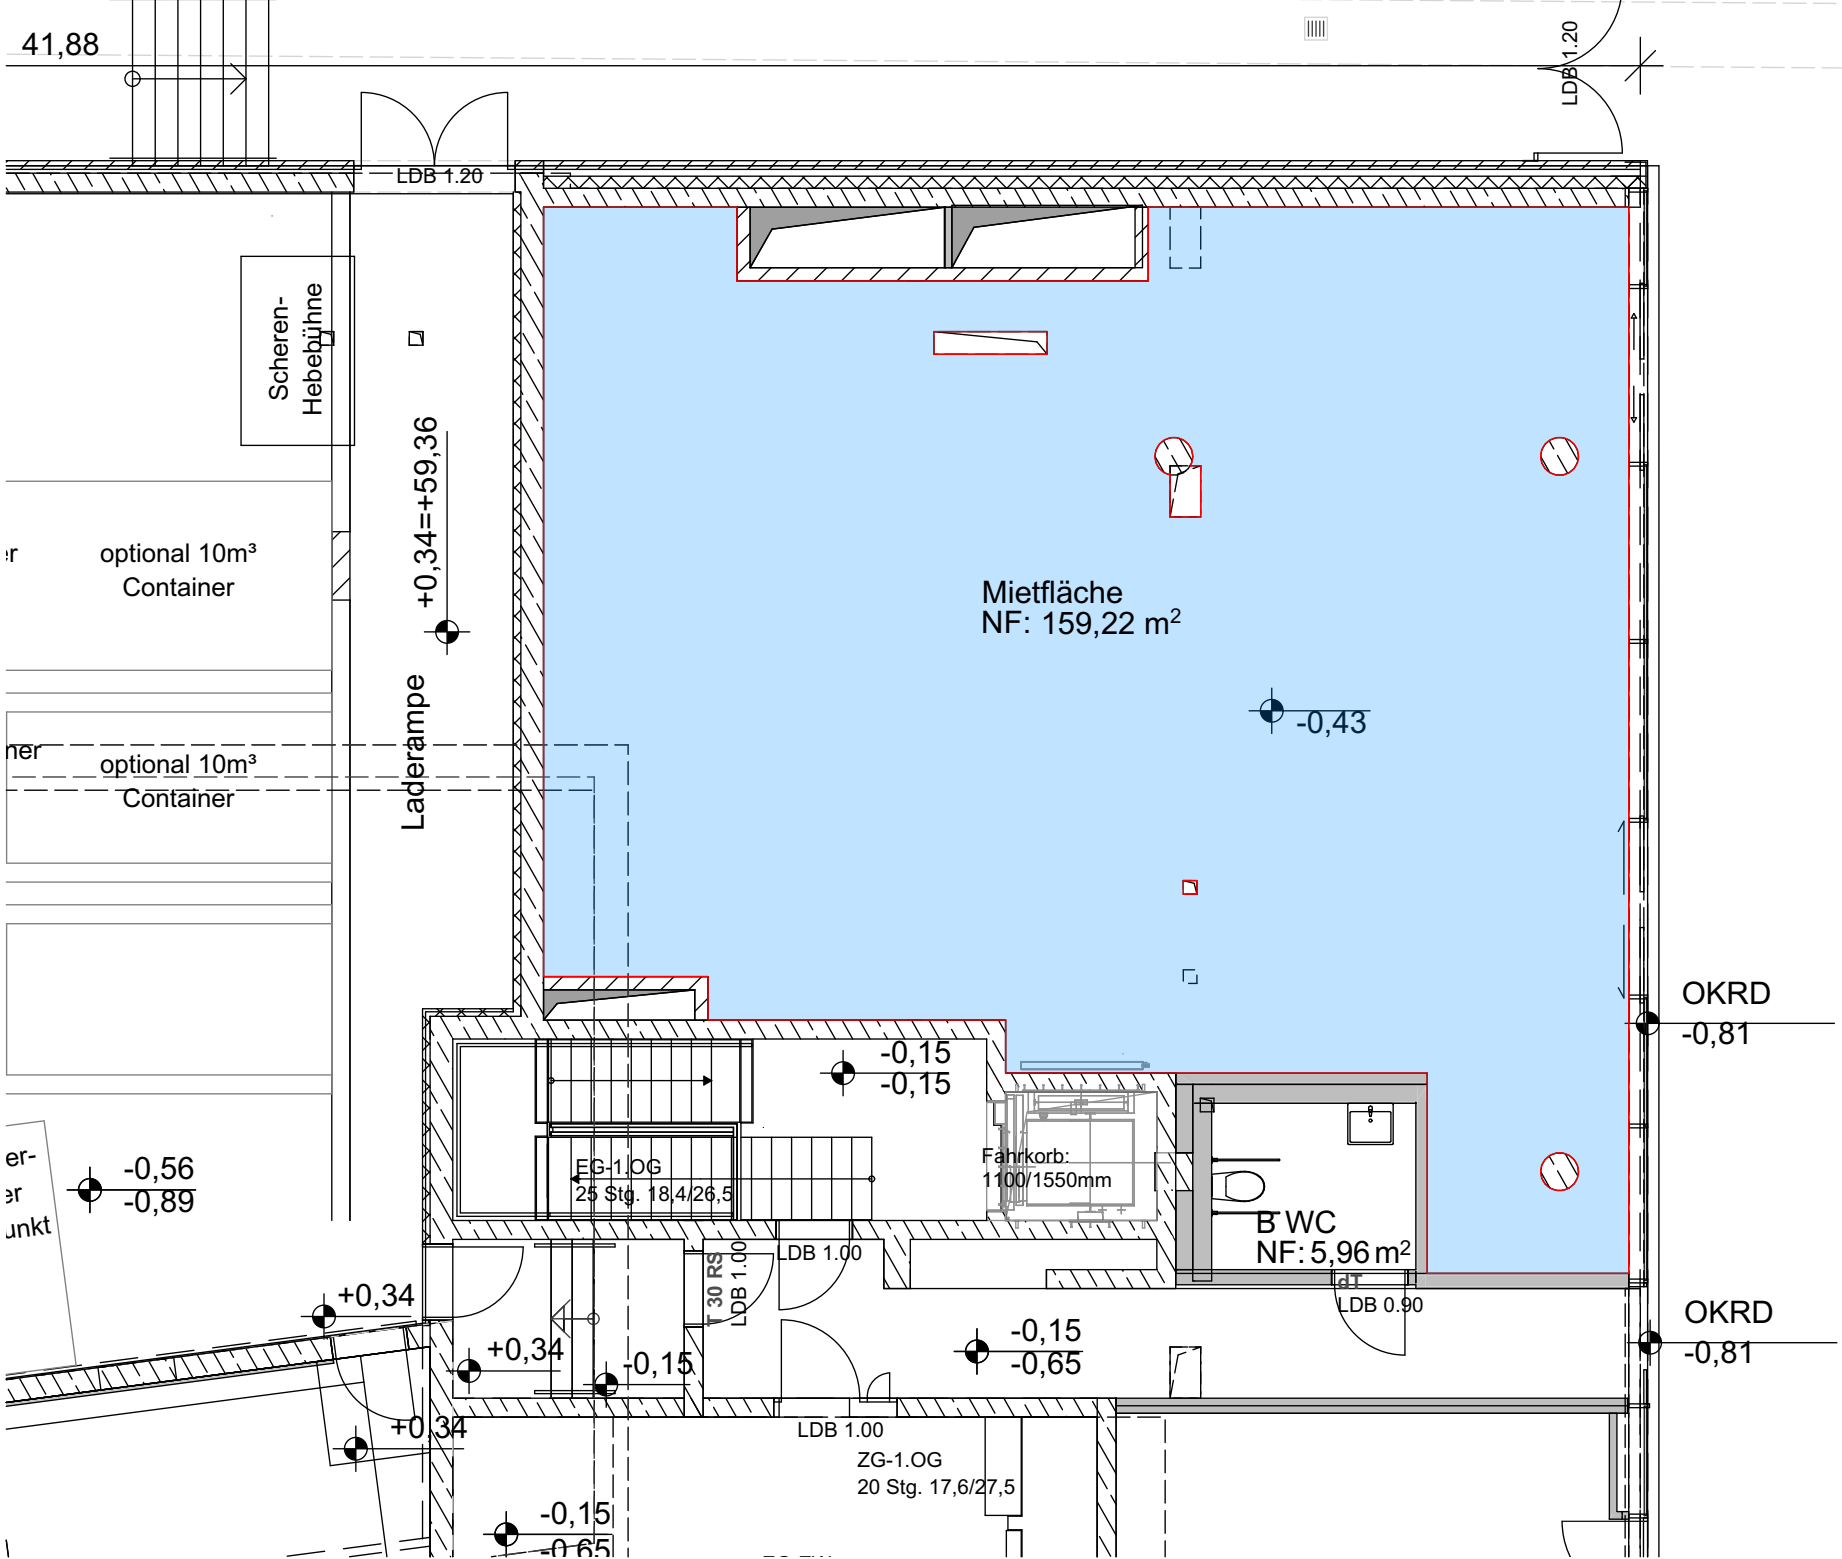 41,88
LDB 1.20
LDB 1.20
Scheren-
Hebebühne
+0,34=+59,36
optional 10m³
Container
Mietfläche
NF: 159,22 m²
-0,43
Laderampe
optional 10m³
Container
OKRD
-0,81
-0,15
-0,15
EG-1.OG
25 Stg. 18,4/26,5
Fahrkorb:
1100/1550mm
-0,56
-0,89
B WC
NF: 5,96 m²
dT
LDB 0.90
T 30 RS
LDB 1.00
LDB 1.00
+0,34
+0,34
-0,15
-0,15
-0,65
OKRD
-0,81
+0,34
LDB 1.00
ZG-1.OG
20 Stg. 17,6/27,5
-0,15
-0,65